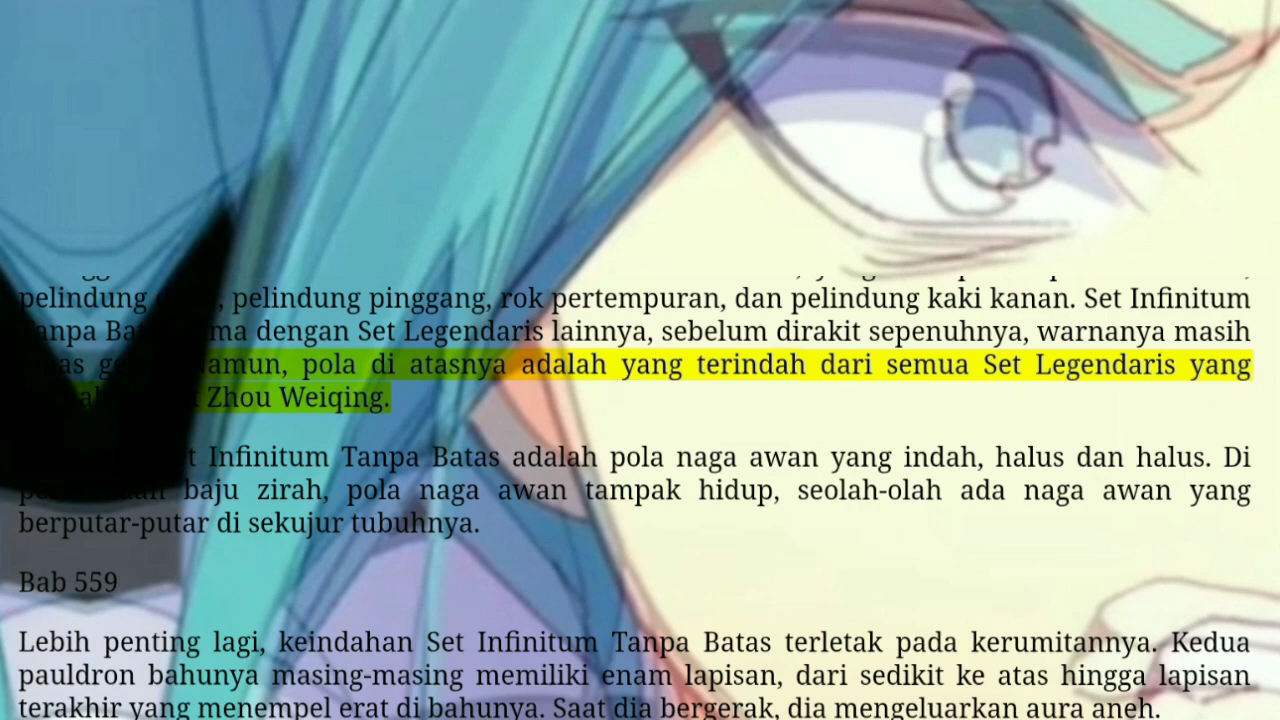 pelindung, pelindung pinggang, rok pertempuran, dan pelindung kaki kanan. Set Infinitum
Tanpa dengan Set Legendaris lainnya, sebelum dirakit sepenuhnya, warnanya masih
Namun, pola di atasnya adalah yang terindah dari semua Set Legendaris yang
Zhou Weiqing.
Infinitum Tanpa Batas adalah pola naga awan yang indah, halus dan halus. Di
baju zirah, pola naga awan tampak hidup, seolah-olah ada naga awan yang
berputar-putar di sekujur tubuhnya.
Bab 559
Lebih penting lagi, keindahan Set Infinitum Tanpa Batas terletak pada kerumitannya. Kedua
pauldron bahunya masing-masing memiliki enam lapisan, dari sedikit ke atas hingga lapisan
terakhir yang menempel erat di bahunya. Saat dia bergerak, dia mengeluarkan aura aneh.